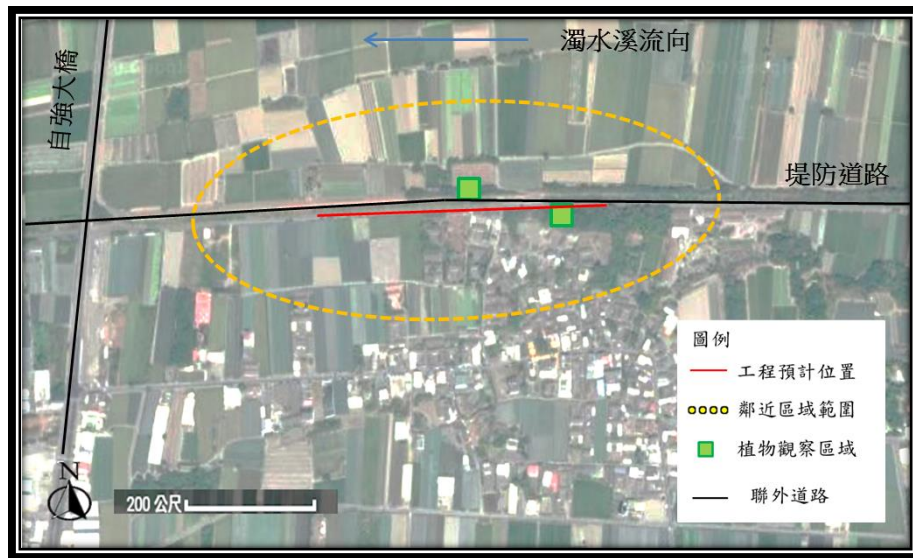 濁水溪流向
自強大橋
堤防道路
圖例
工程預計位置
鄰近區域範圍
植物觀察區域
聯外道路
N
200 公尺